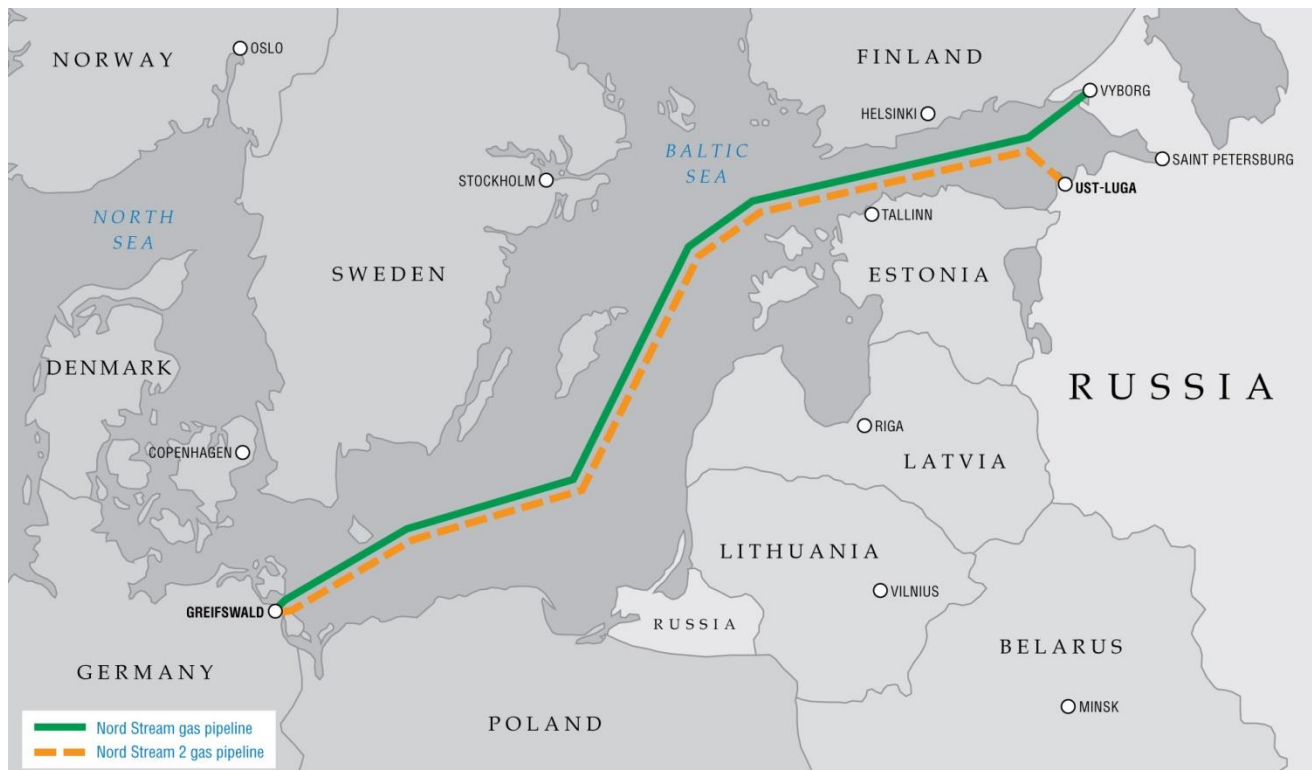 NORWAY
OSLO
FINLAND
VYBORG
HELSINKI
BALTIC
SEA
SAINT PETERSBURG
STOCKHOLM
UST-LUGA
NORTH
SEA
TALLINN
SWEDEN
ESTONIA
DENMARK
RUSSIA
COPENHAGEN
RIGA
LATVIA
LITHUANIA
VILNIUS
GREIFSWALD
RUSSIA
BELARUS
GERMANY
MINSK
POLAND
Nord Stream gas pipeline
Nord Stream 2 gas pipeline